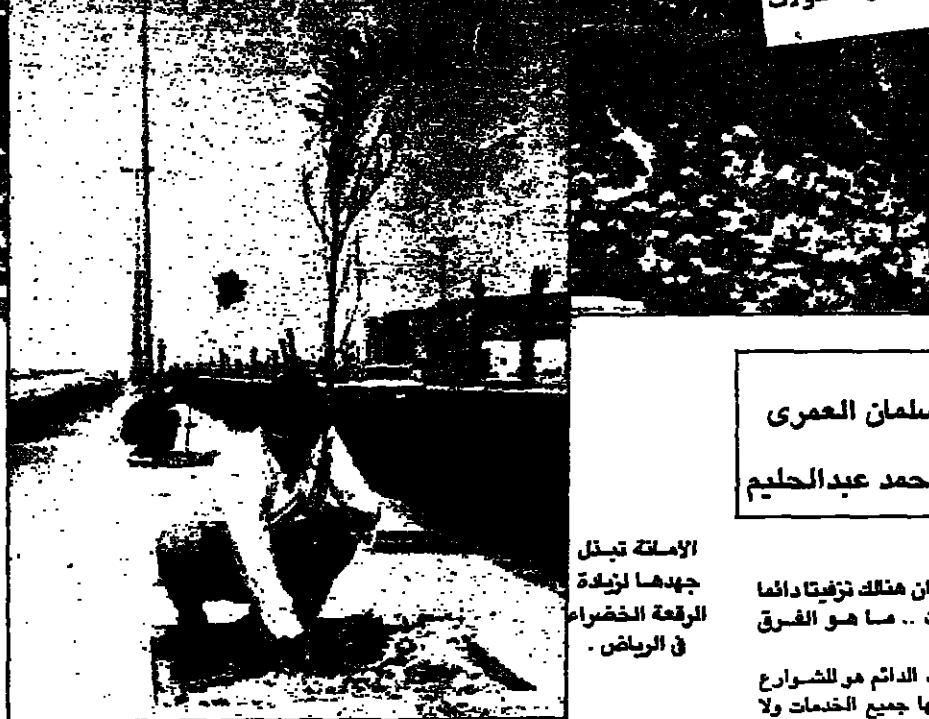 سلمان العمرى
حمد عبدالحليم
الأمانة تبذل
جهدها لزيادة
الرقعة الخضراء
في الرياض .
ان هنالك تزفيتا دائما
.. ما هو الفرق
الدائم هو للشوارع
جميع الخدمات ولا